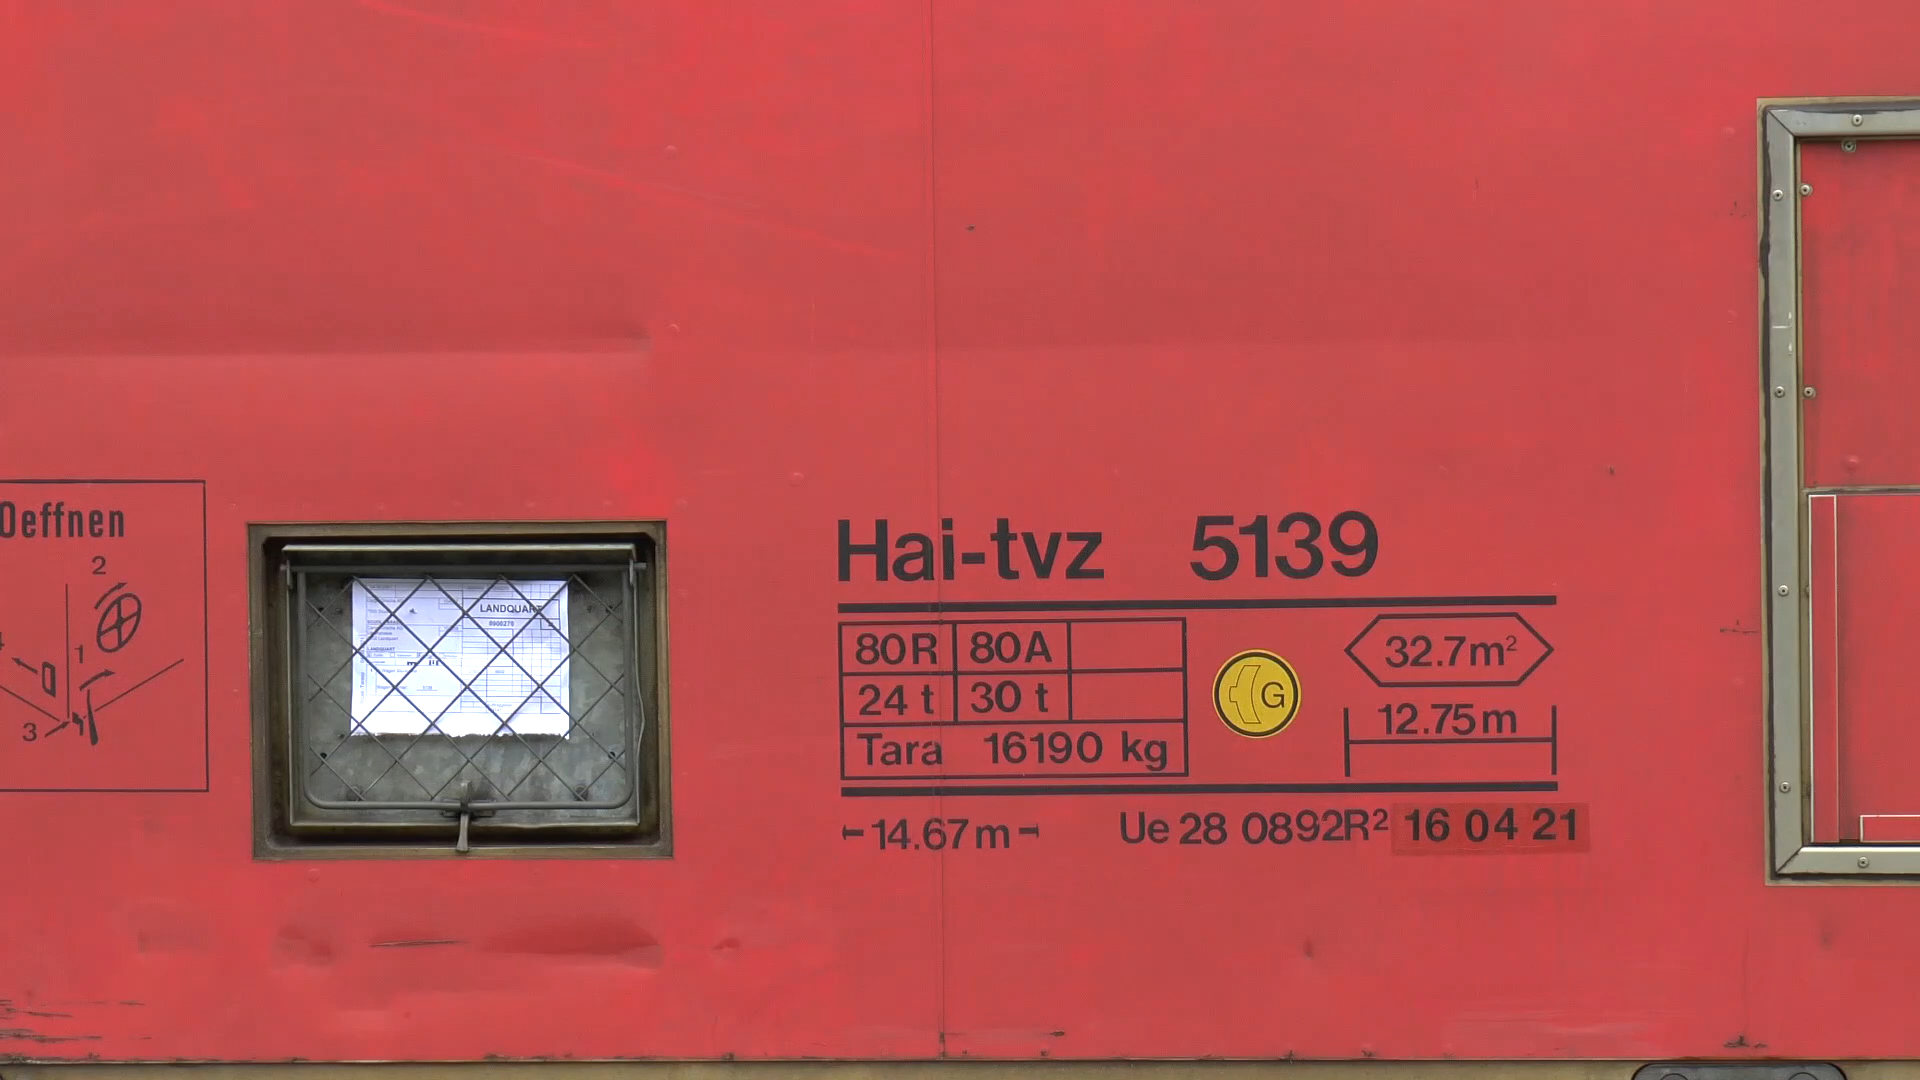 Oeffnen
2
1
3
LANDQUART
Hai-tvz 5139
80R 80A
24 t 30 t
Tara 16190 kg
G
32.7m²
12.75m
14.67m
Ue 28 0892R² 16 04 21